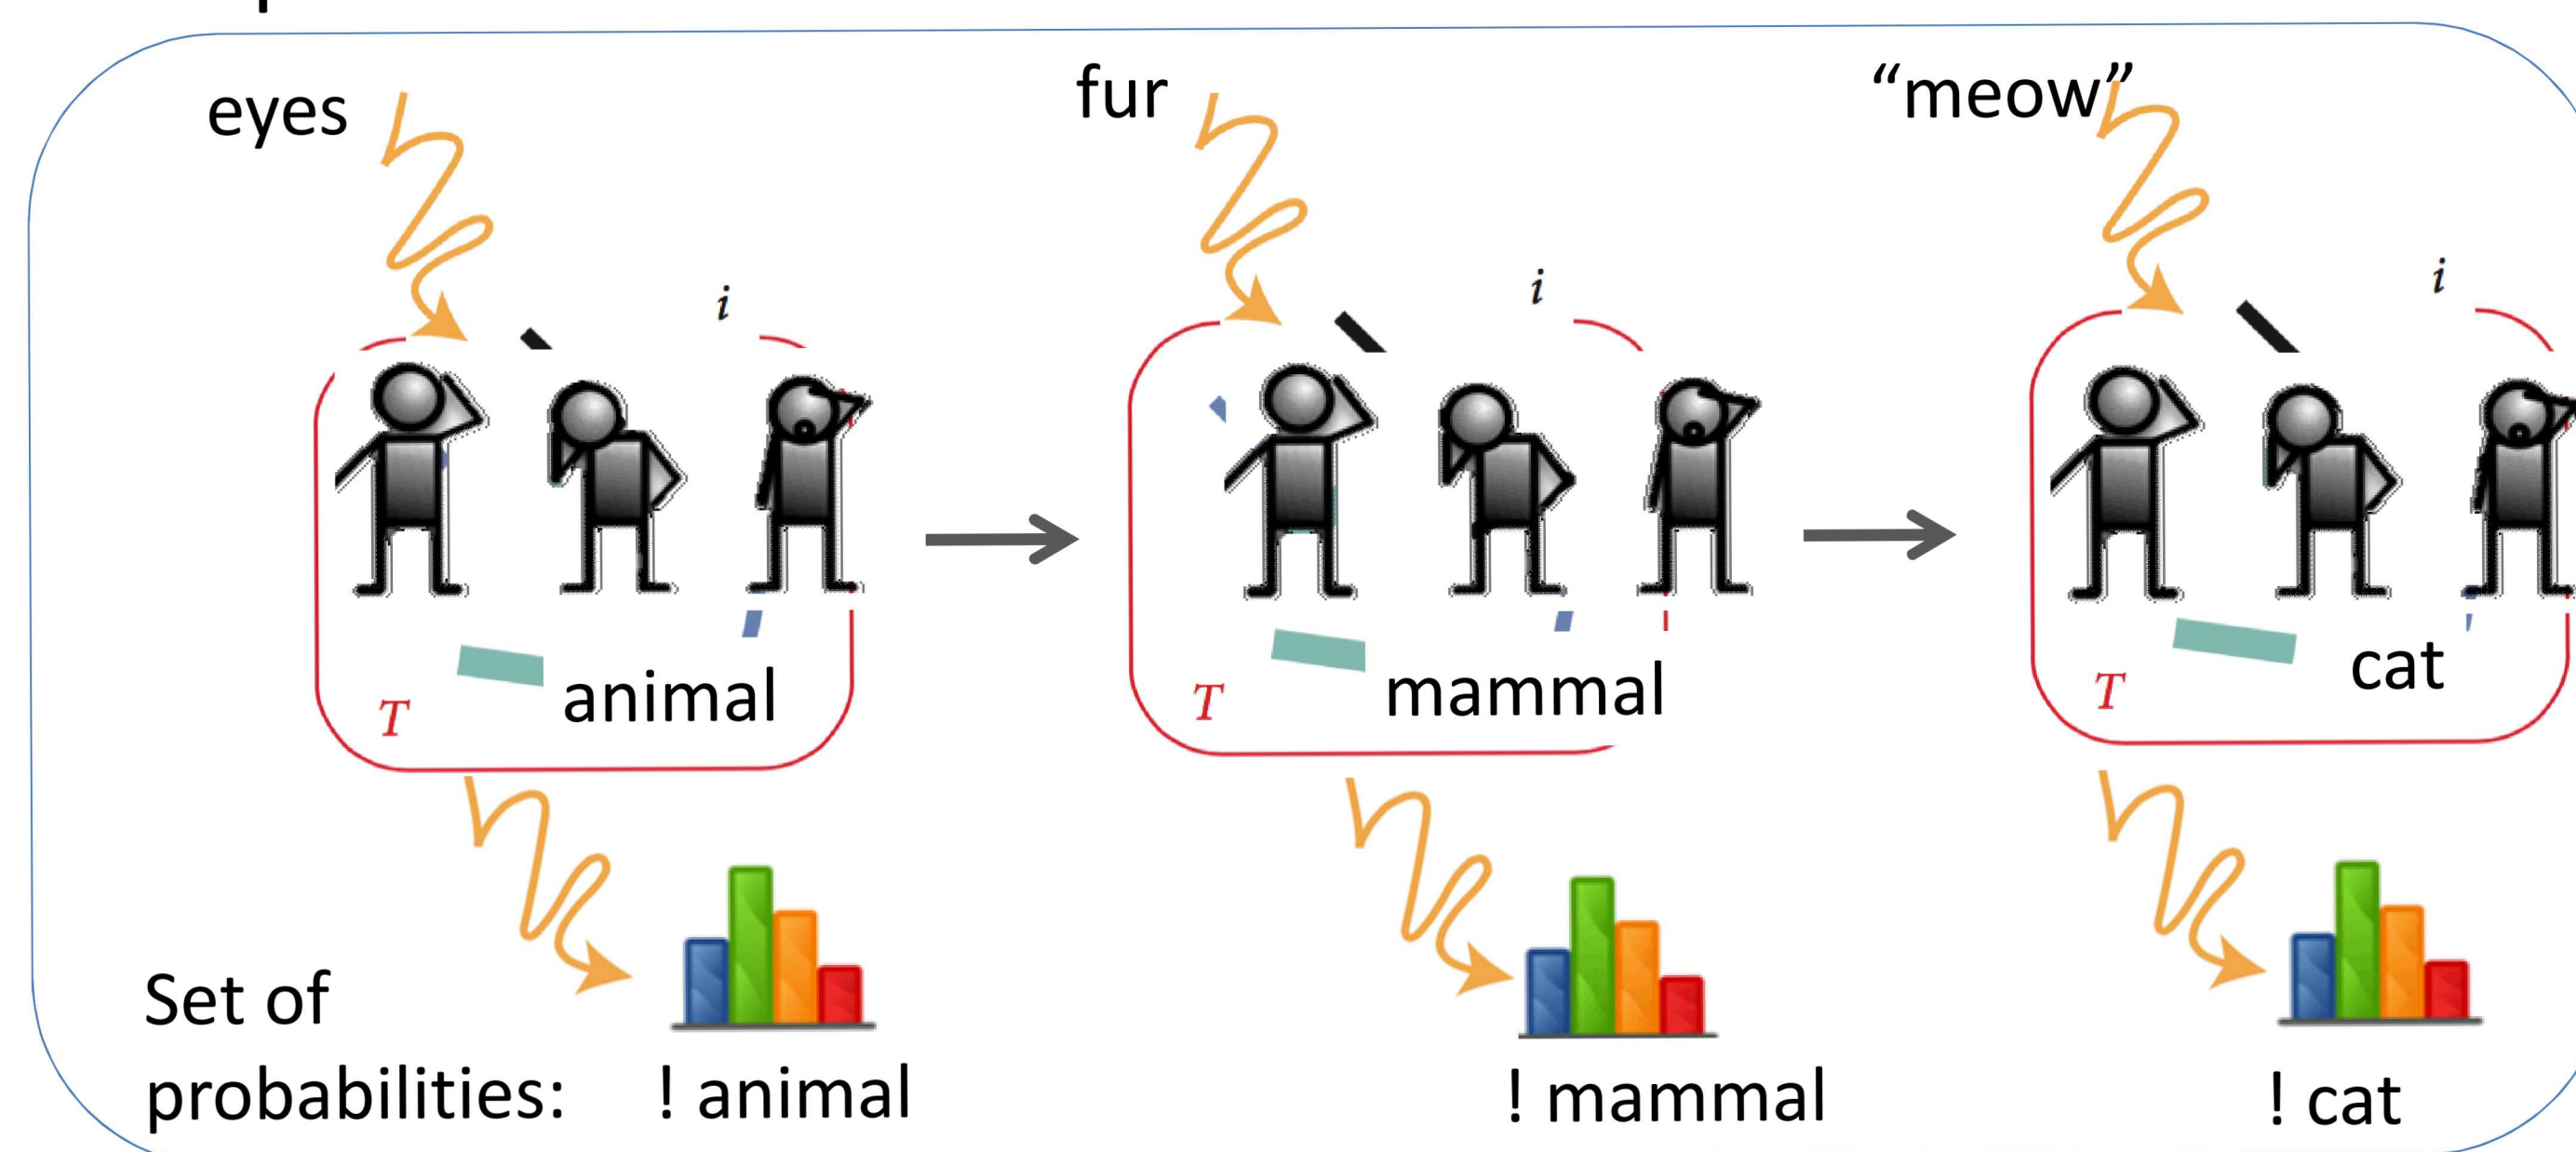 eyes
fur
“meow”
i
i
i
animal
mammal
cat
T
T
T
Set of
probabilities:
! animal
! mammal
! cat